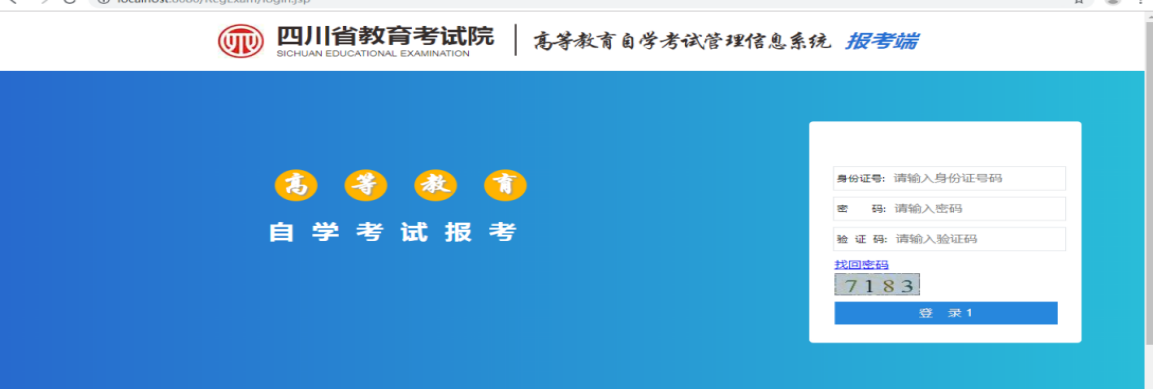 四川省教育考试院
SICHUAN EDUCATIONAL EXAMINATION
高等教育自学考试管理信息系统 报考端
高等教育
自学考试报考
身份证号: 请输入身份证号码
密 码: 请输入密码
验 证 码: 请输入验证码
找回密码
7183
登 录1